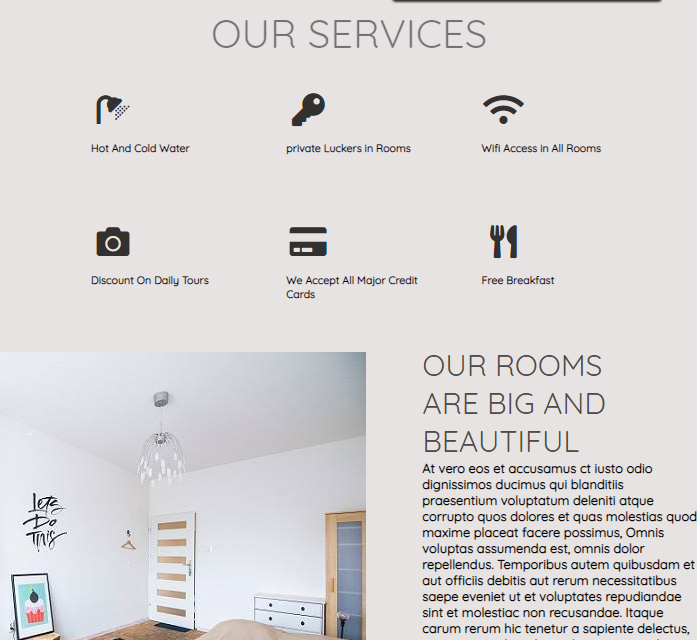 OUR SERVICES
Hot And Cold Water
private Luckers in Rooms
Wifi Access in All Rooms
Discount On Daily Tours
We Accept All Major Credit
Cards
Free Breakfast
OUR ROOMS
ARE BIG AND
BEAUTIFUL
At vero eos et accusamus ct iusto odio
dignissimos ducimus qui blanditiis
praesentium voluptatum deleniti atque
corrupto quos dolores et quas molestias quod
maxime placeat facere possimus, Omnis
voluptas assumenda est, omnis dolor
repellendus. Temporibus autem quibusdam et
aut officiis debitis aut rerum necessitatibus
saepe eveniet ut et voluptates repudiandae
sint et molestiac non recusandae. Itaque
carum rerum hic tenetur a sapiente delectus,
Lets
Do
This